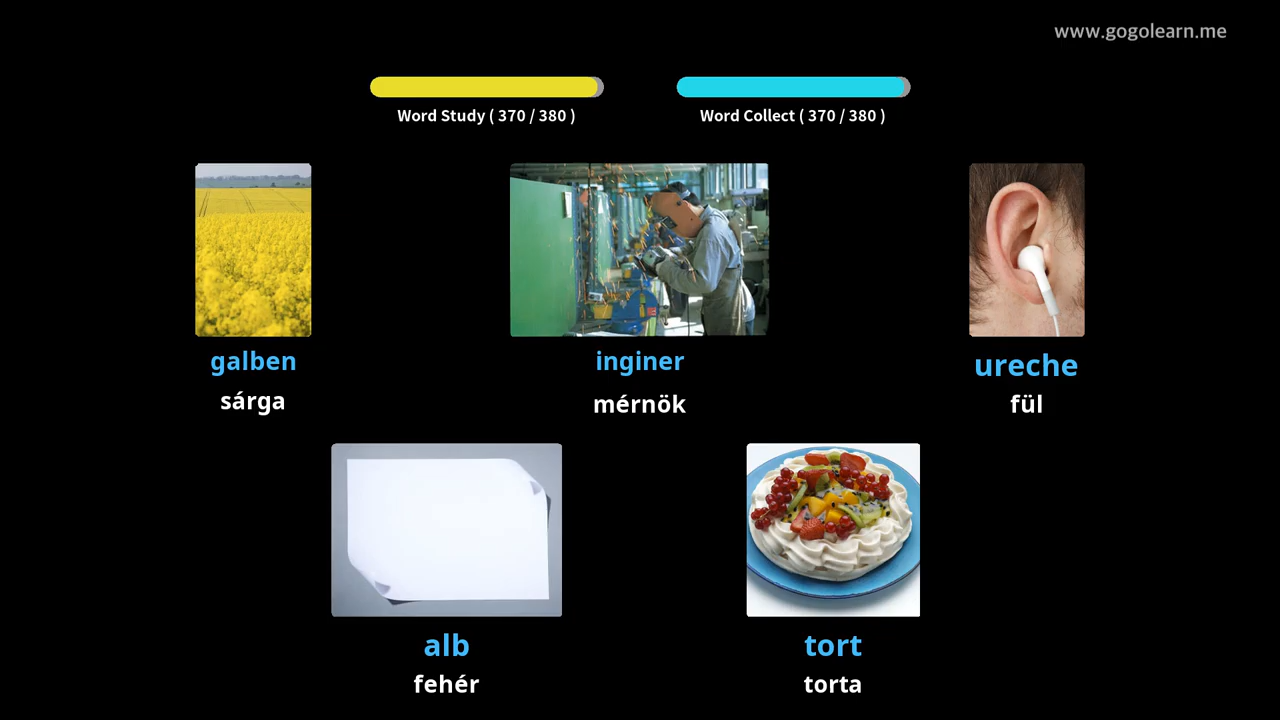 www.gogolearn.me
Word Study ( 370 / 380 )
Word Collect ( 370 / 380 )
galben
sárga
inginer
mérnök
ureche
fül
alb
fehér
tort
torta